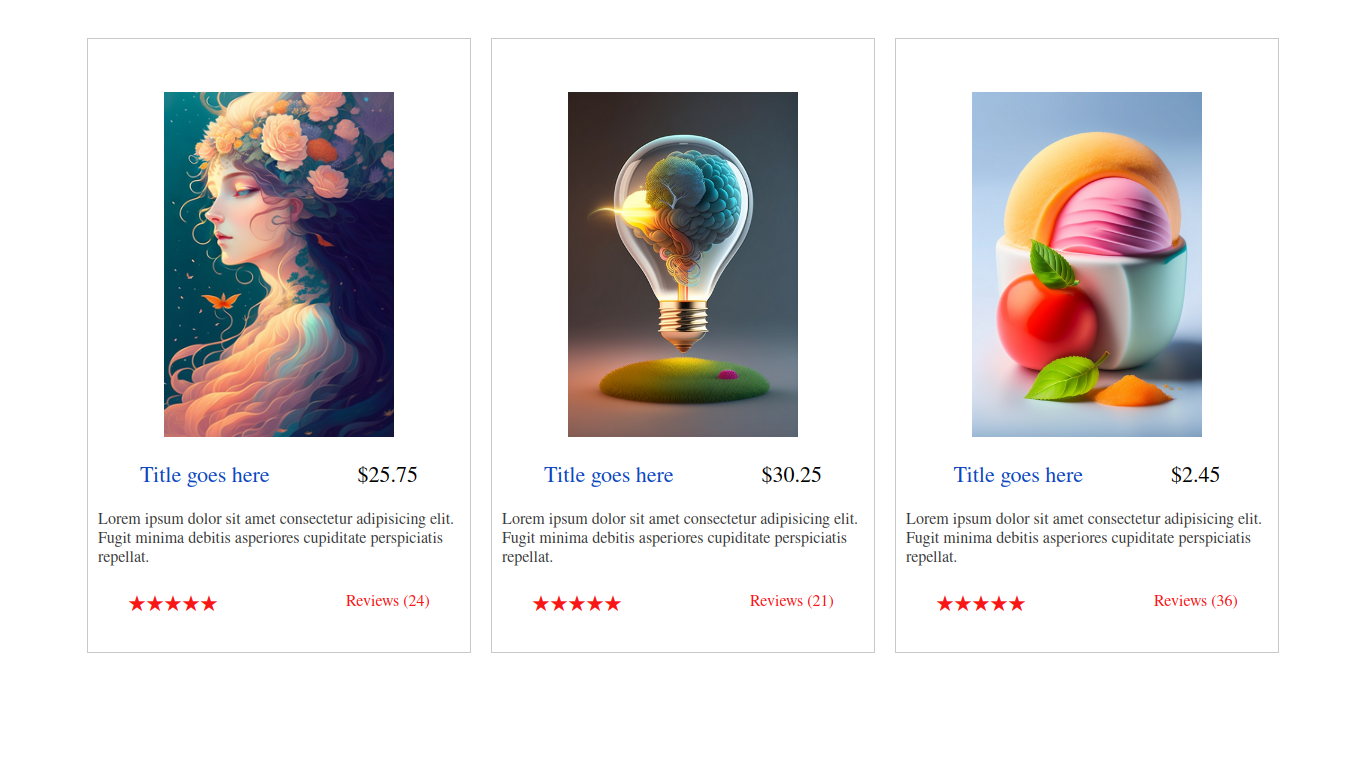 Title goes here $25.75
Lorem ipsum dolor sit amet consectetur adipisicing elit.
Fugit minima debitis asperiores cupiditate perspiciatis
repellat.
★★★★★ Reviews (24)
Title goes here $30.25
Lorem ipsum dolor sit amet consectetur adipisicing elit.
Fugit minima debitis asperiores cupiditate perspiciatis
repellat.
★★★★★ Reviews (21)
Title goes here $2.45
Lorem ipsum dolor sit amet consectetur adipisicing elit.
Fugit minima debitis asperiores cupiditate perspiciatis
repellat.
★★★★★ Reviews (36)